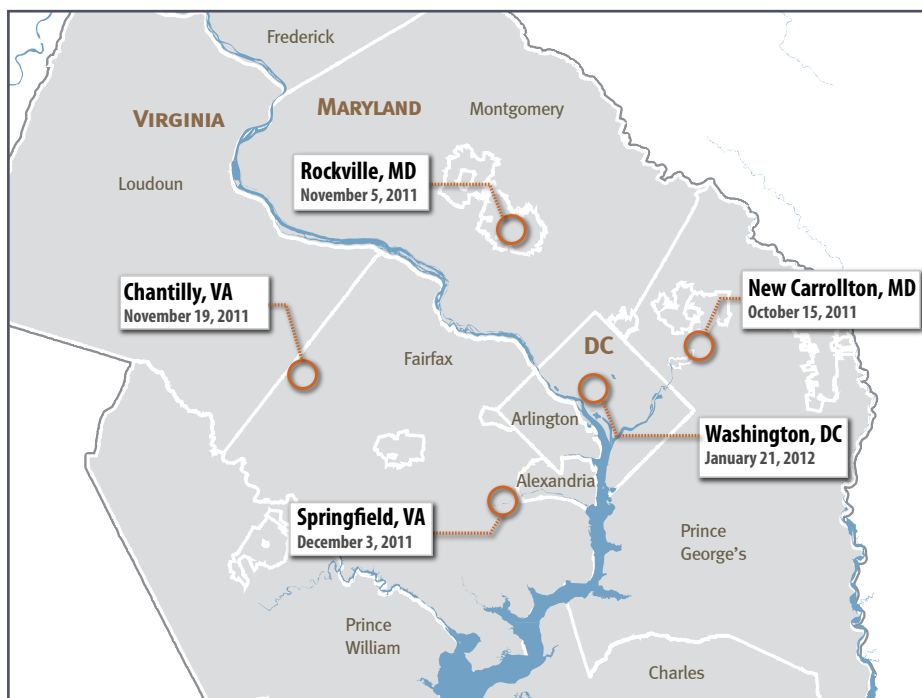 Frederick
MARYLAND
Montgomery
VIRGINIA
Loudoun
Rockville, MD
November 5, 2011
Chantilly, VA
November 19, 2011
New Carrollton, MD
October 15, 2011
Fairfax
DC
Arlington
Washington, DC
January 21, 2012
Alexandria
Springfield, VA
December 3, 2011
Prince
George's
Prince
William
Charles